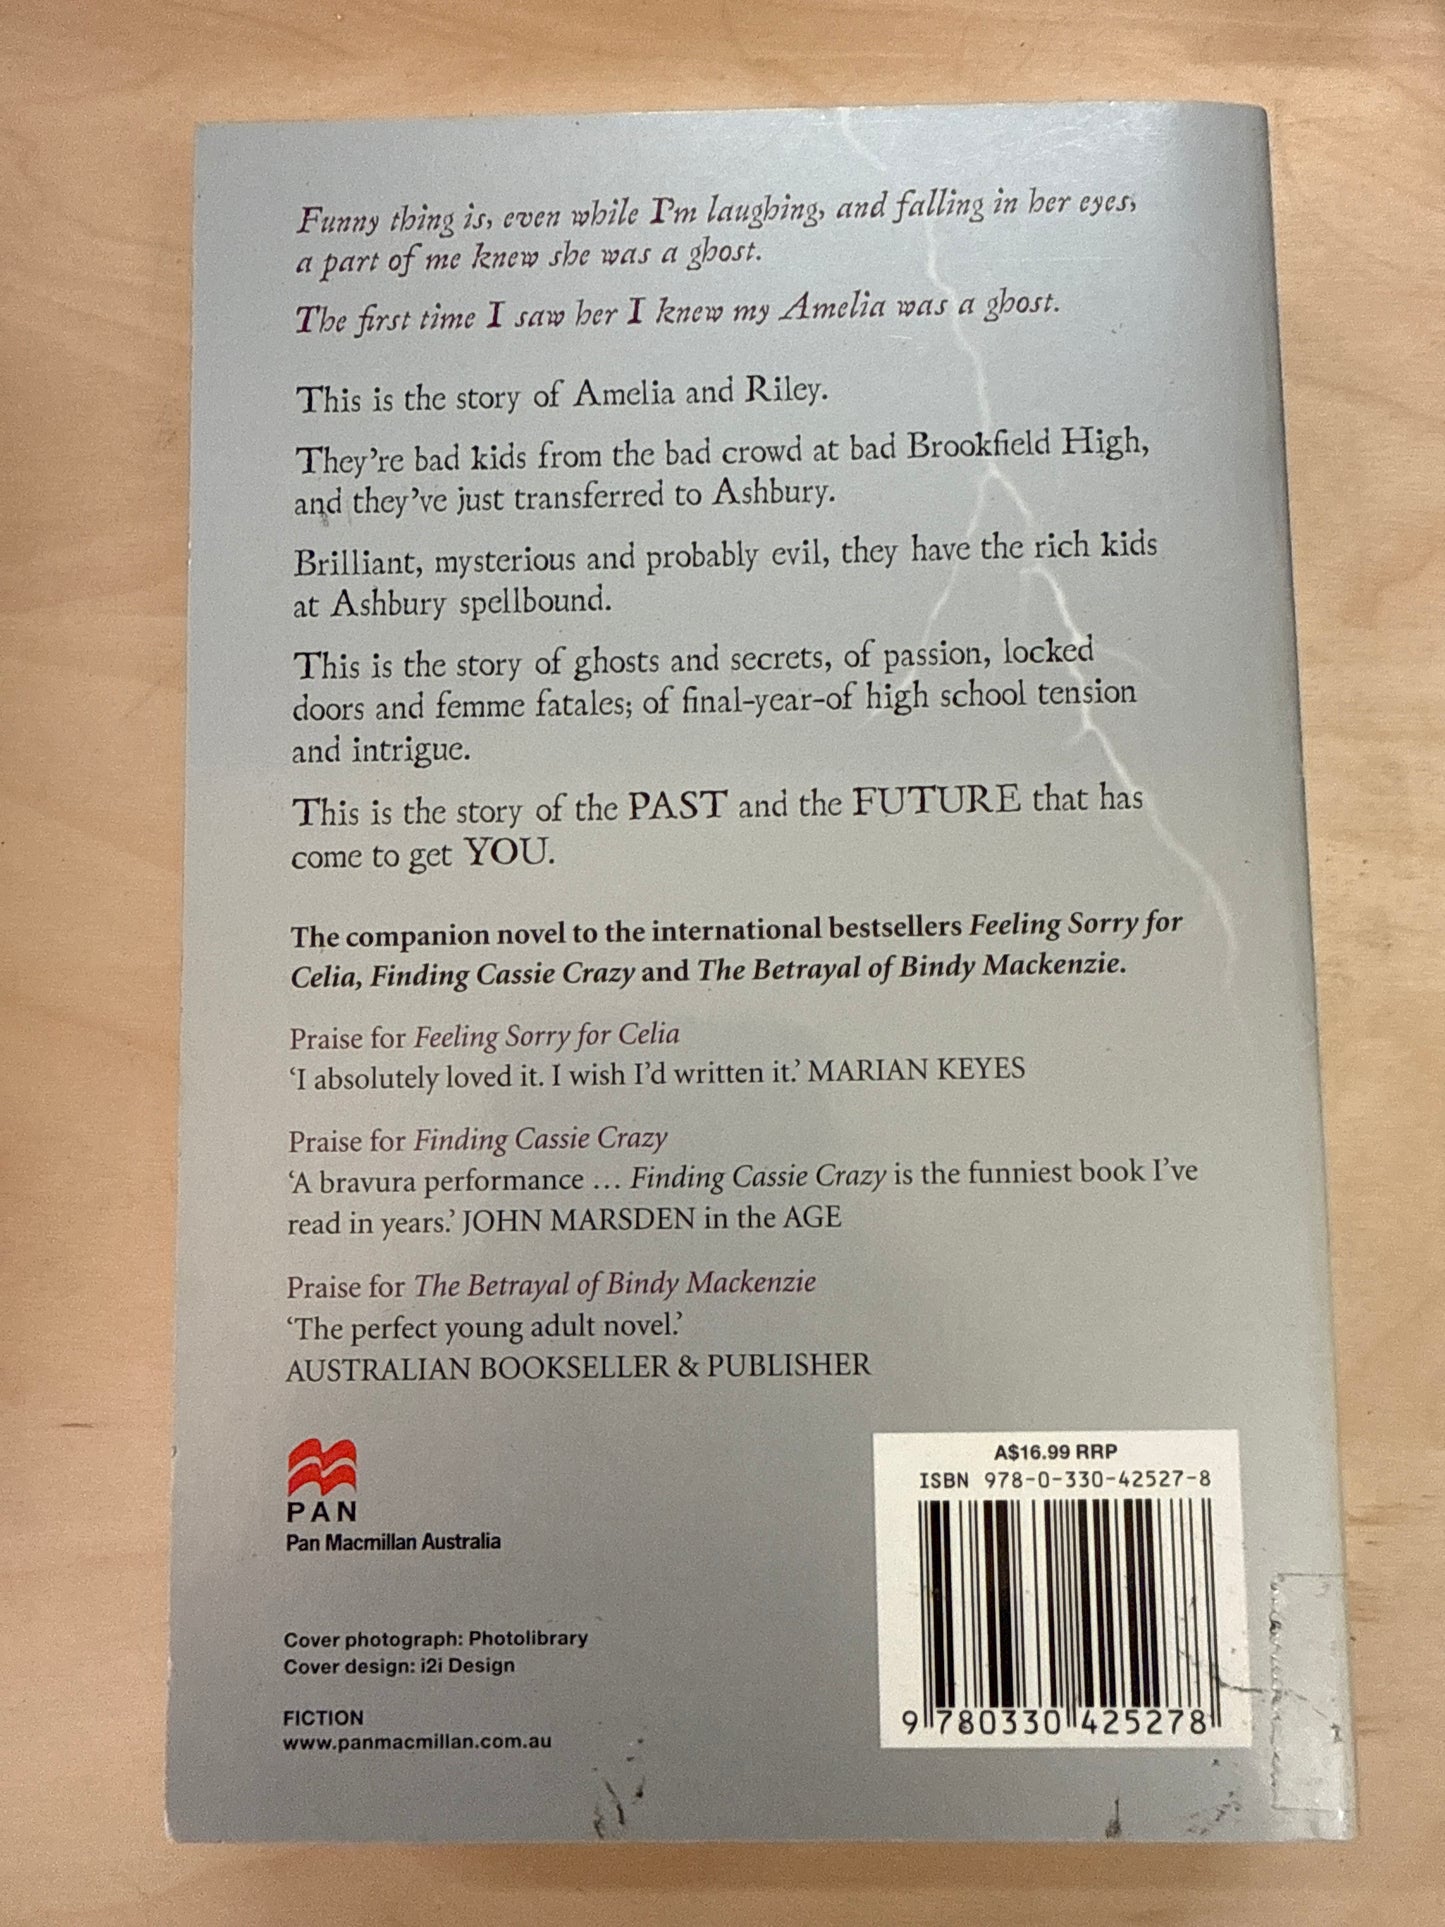 Funny thing is, even while I'm laughing, and falling in her eyes,
a part of me knew she was a ghost.
The first time I saw her I knew my Amelia was a ghost.
This is the story of Amelia and Riley.
They're bad kids from the bad crowd at bad Brookfield High,
and they've just transferred to Ashbury.
Brilliant, mysterious and probably evil, they have the rich kids
at Ashbury spellbound.
This is the story of ghosts and secrets, of passion, locked
doors and femme fatales; of final-year-of high school tension
and intrigue.
This is the story of the PAST and the FUTURE that has
come to get YOU.
The companion novel to the international bestsellers Feeling Sorry for
Celia, Finding Cassie Crazy and The Betrayal of Bindy Mackenzie.
Praise for Feeling Sorry for Celia
‘I absolutely loved it. I wish I'd written it.’ MARIAN KEYES
Praise for Finding Cassie Crazy
‘A bravura performance … Finding Cassie Crazy is the funniest book I've
read in years.’ JOHN MARSDEN in the AGE
Praise for The Betrayal of Bindy Mackenzie
‘The perfect young adult novel.’
AUSTRALIAN BOOKSELLER & PUBLISHER
PAN
Pan Macmillan Australia
Cover photograph: Photolibrary
Cover design: i2i Design
FICTION
www.panmacmillan.com.au
A$16.99 RRP
ISBN 978-0-330-42527-8
9 780330 425278